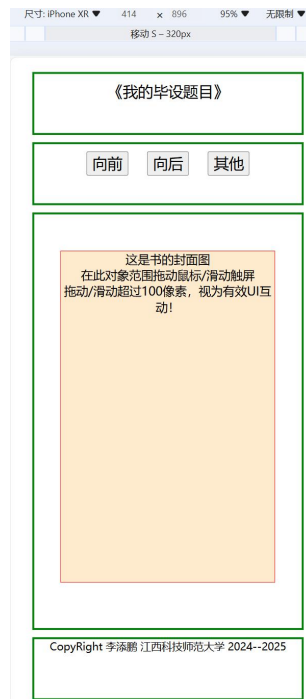 尺寸: iPhone XR ▼ 414 × 896 95% ▼ 无限制 ▼
移动 S – 320px
《我的毕设题目》
向前 向后 其他
这是书的封面图
在此对象范围拖动鼠标/滑动触屏
拖动/滑动超过100像素，视为有效UI互
动！
CopyRight 李添鹏 江西科技师范大学 2024--2025